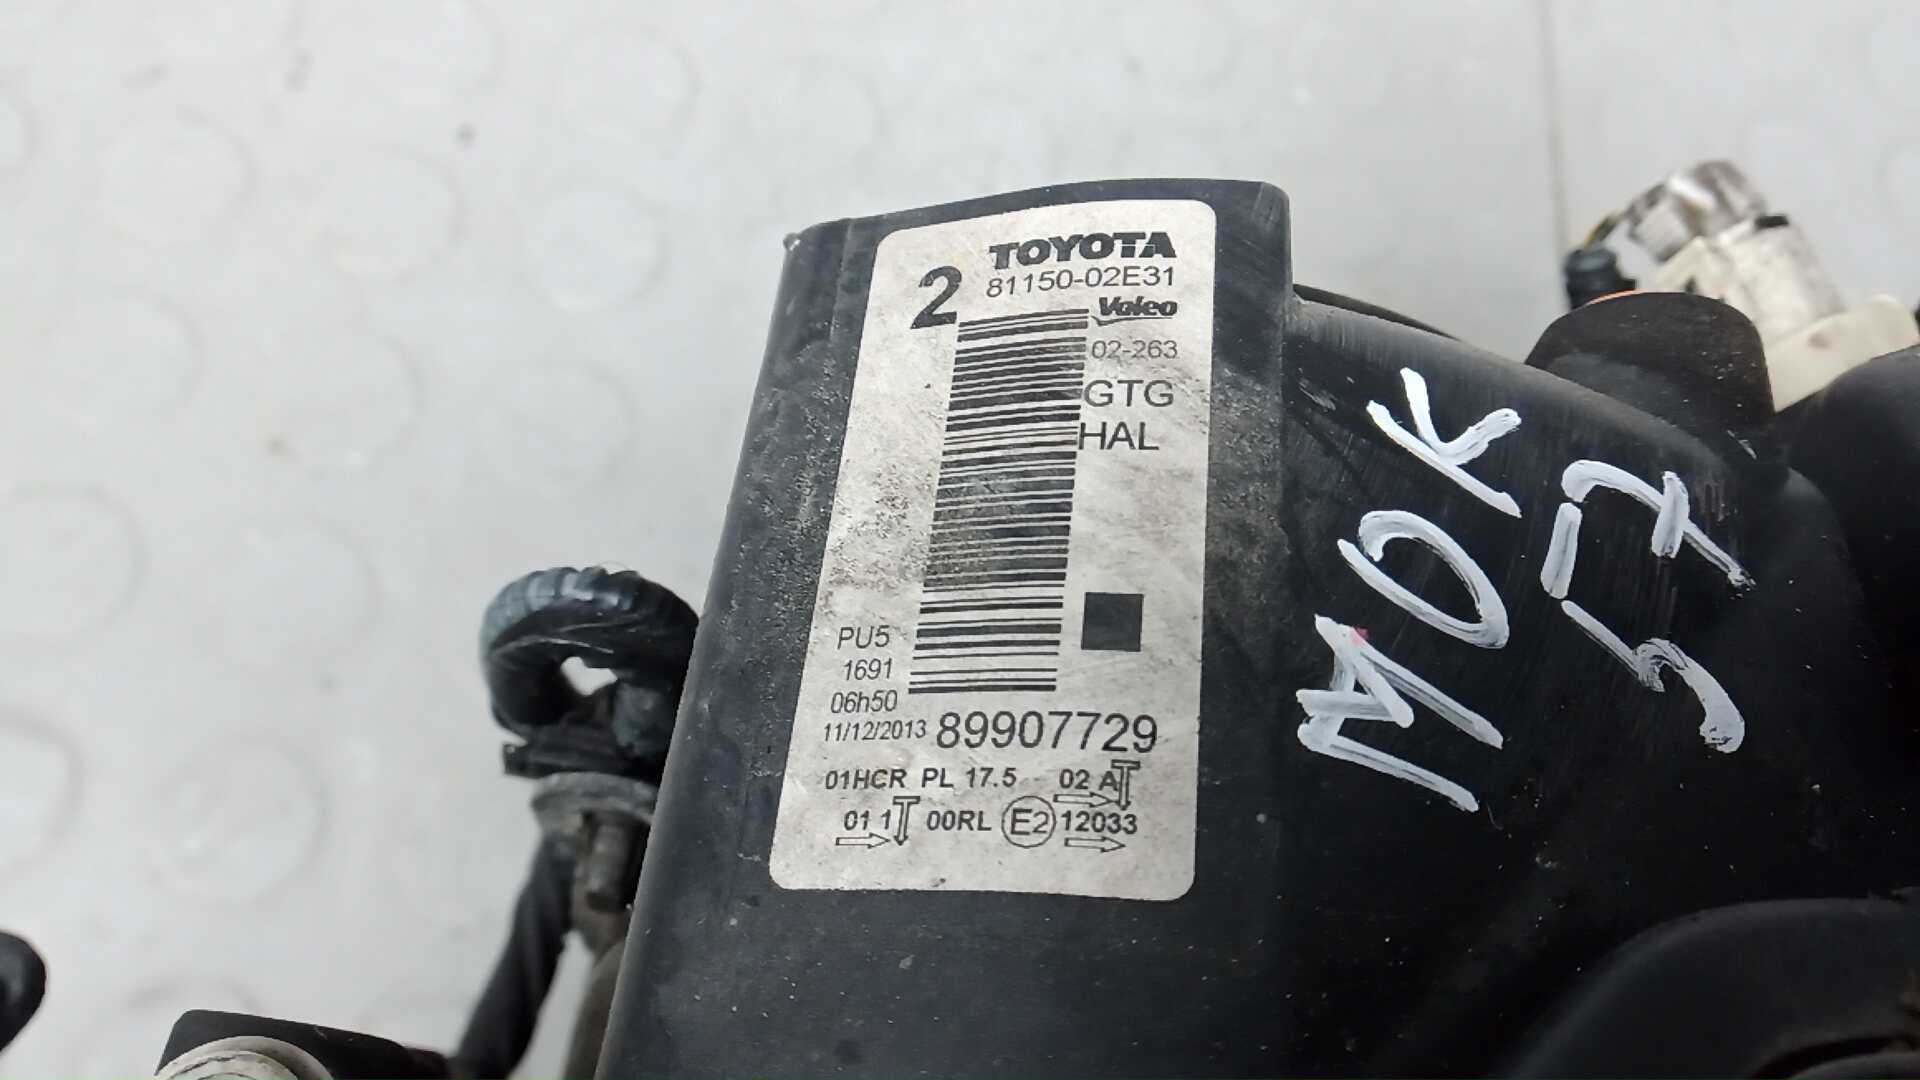 TOYOTA
2
81150-02E31
Valeo
02-263
GTG
HAL
PU5
1691
06h50
11/12/2013 89907729
01HCR PL 17.5 02 A
01 1 00RL E2 12033
MOK
57